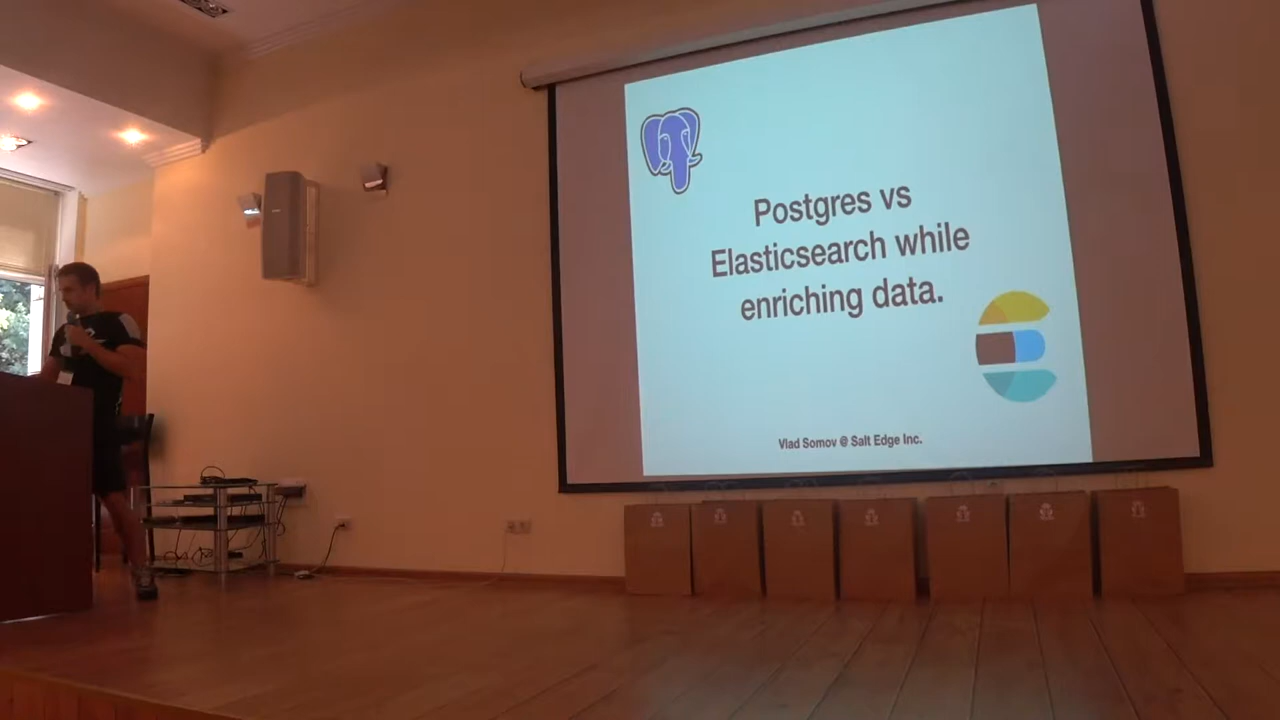 Postgres vs
Elasticsearch while
enriching data.
Vlad Somov @ Salt Edge Inc.